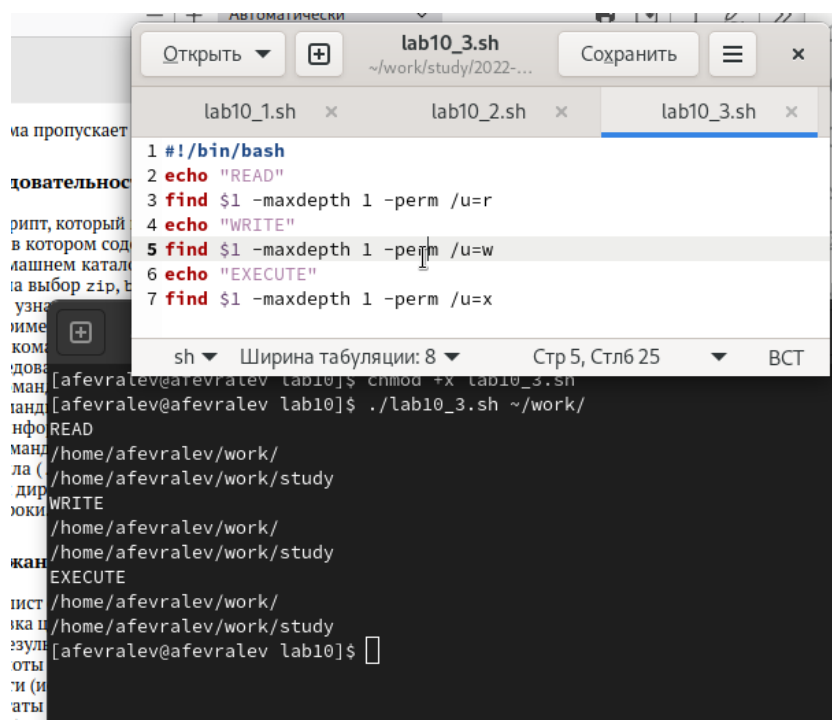 Автоматически
Открыть
lab10_3.sh
~/work/study/2022-...
Сохранить
lab10_1.sh ×
lab10_2.sh ×
lab10_3.sh ×
1 #!/bin/bash
2 echo "READ"
3 find $1 -maxdepth 1 -perm /u=r
4 echo "WRITE"
5 find $1 -maxdepth 1 -perm /u=w
6 echo "EXECUTE"
7 find $1 -maxdepth 1 -perm /u=x
sh Ширина табуляции: 8 Стр 5, Стлб 25 ВСТ
[afevralev@afevralev lab10]$ chmod +x lab10_3.sh
[afevralev@afevralev lab10]$ ./lab10_3.sh ~/work/
READ
/home/afevralev/work/
/home/afevralev/work/study
WRITE
/home/afevralev/work/
/home/afevralev/work/study
EXECUTE
/home/afevralev/work/
/home/afevralev/work/study
[afevralev@afevralev lab10]$
ма пропускает
рипт, который
в котором
на выбор zip,